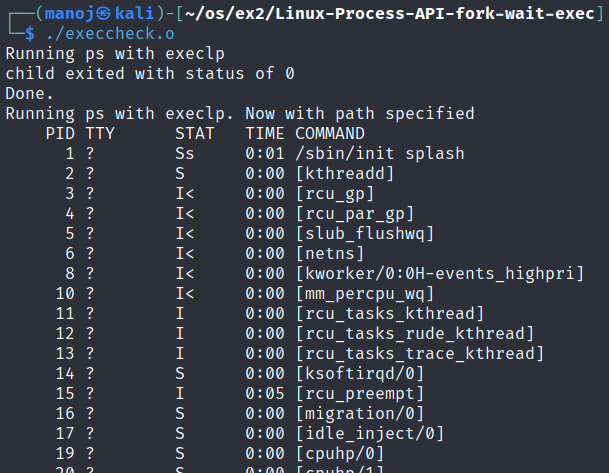 ┌──(manoj㉿kali)-[~/os/ex2/Linux-Process-API-fork-wait-exec]
└─$ ./execcheck.o
Running ps with execlp
child exited with status of 0
Done.
Running ps with execlp. Now with path specified
    PID TTY      STAT   TIME COMMAND
      1 ?        Ss     0:01 /sbin/init splash
      2 ?        S      0:00 [kthreadd]
      3 ?        I<     0:00 [rcu_gp]
      4 ?        I<     0:00 [rcu_par_gp]
      5 ?        I<     0:00 [slub_flushwq]
      6 ?        I<     0:00 [netns]
      8 ?        I<     0:00 [kworker/0:0H-events_highpri]
     10 ?        I<     0:00 [mm_percpu_wq]
     11 ?        I      0:00 [rcu_tasks_kthread]
     12 ?        I      0:00 [rcu_tasks_rude_kthread]
     13 ?        I      0:00 [rcu_tasks_trace_kthread]
     14 ?        S      0:00 [ksoftirqd/0]
     15 ?        I      0:05 [rcu_preempt]
     16 ?        S      0:00 [migration/0]
     17 ?        S      0:00 [idle_inject/0]
     19 ?        S      0:00 [cpuhp/0]
     20 ?        S      0:00 [cpuhp/1]